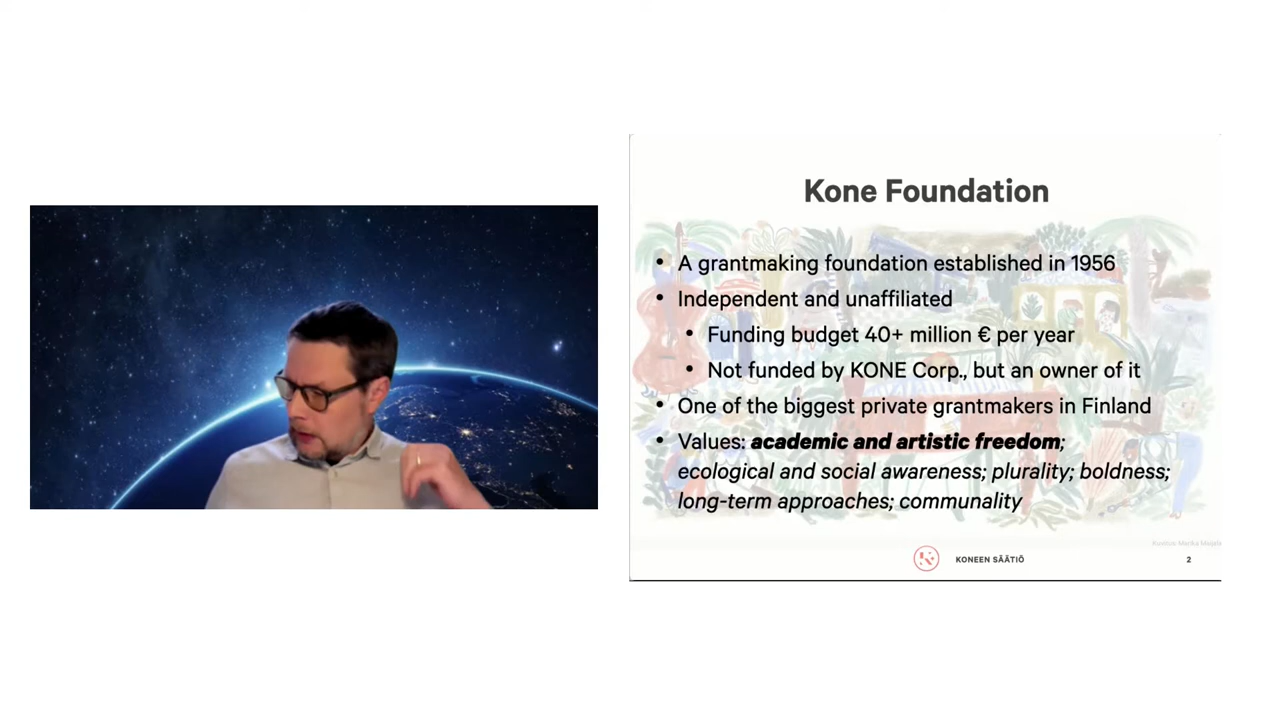 Kone Foundation
• A grantmaking foundation established in 1956
• Independent and unaffiliated
• Funding budget 40+ million € per year
• Not funded by KONE Corp., but an owner of it
• One of the biggest private grantmakers in Finland
• Values: academic and artistic freedom;
ecological and social awareness; plurality; boldness;
long-term approaches; communality
KONEEN SÄÄTIÖ
2